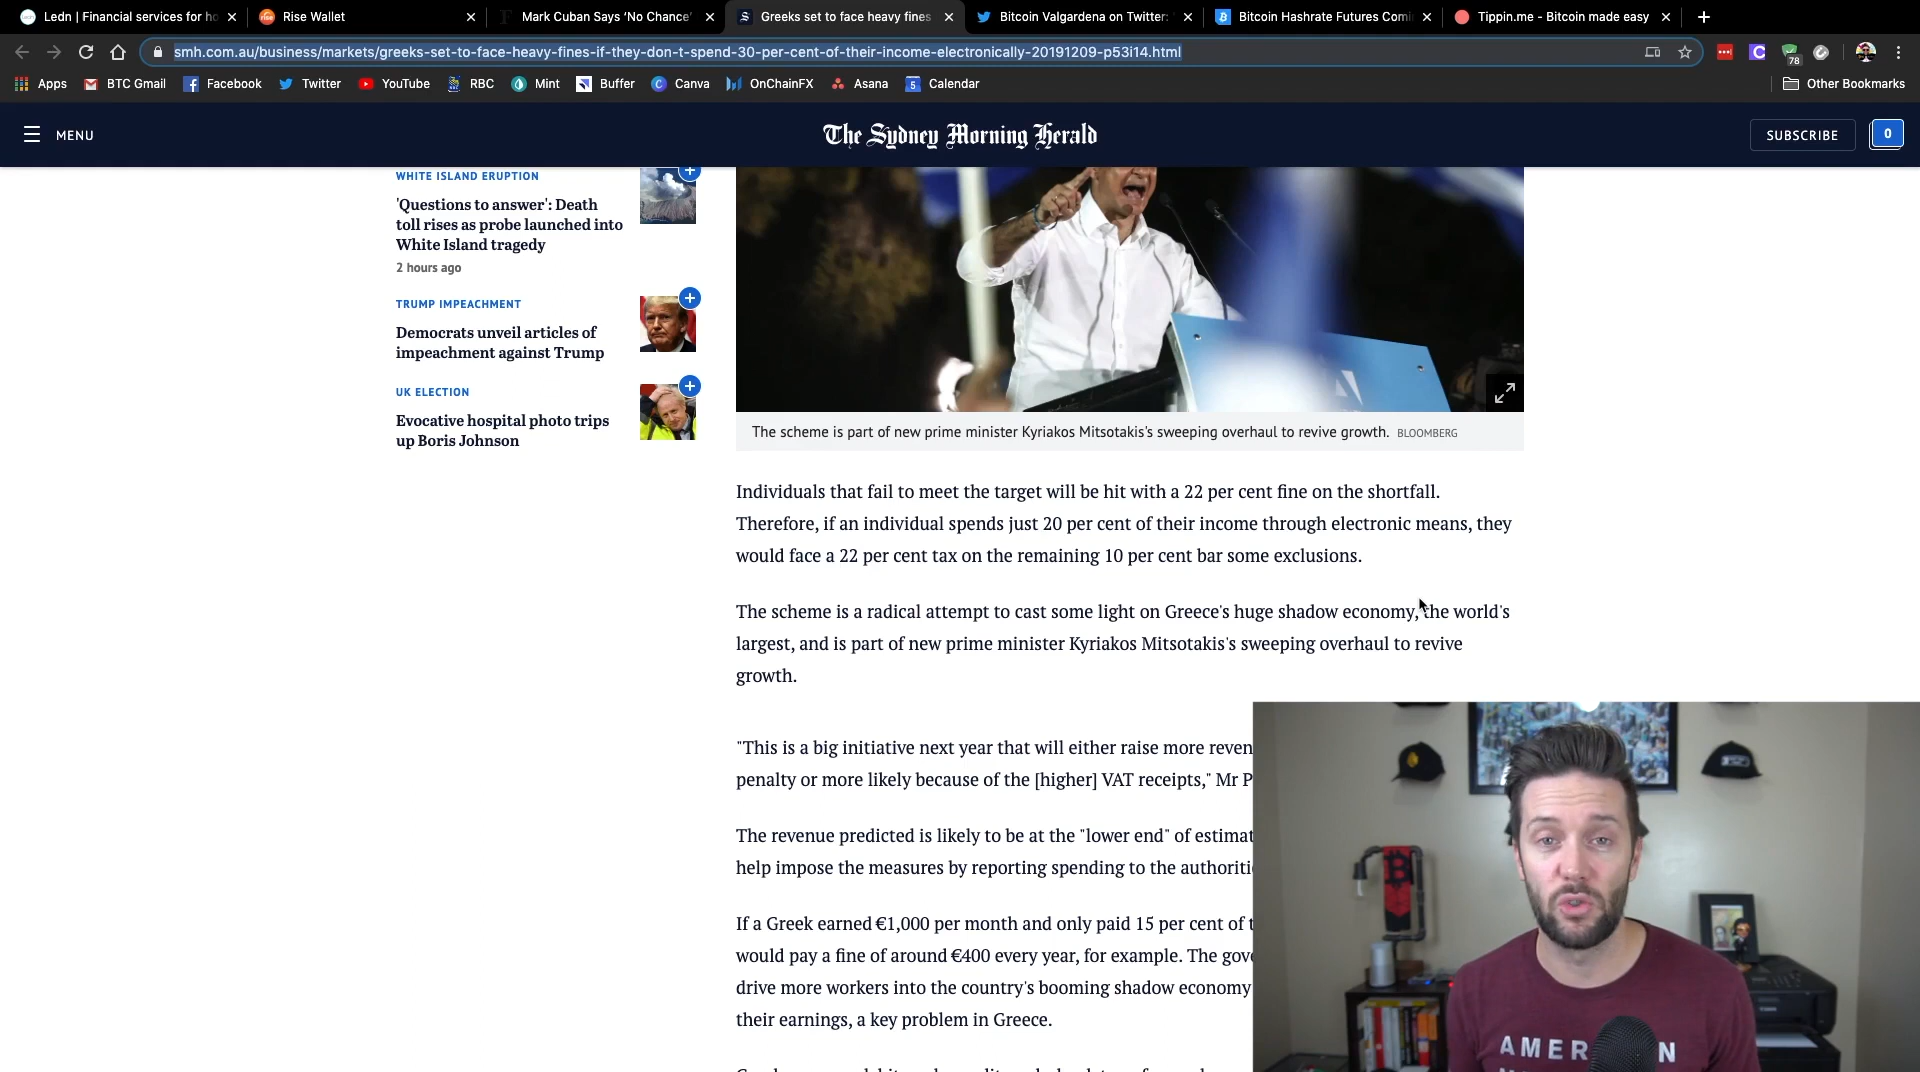 Ledn | Financial services for ho
Rise Wallet
Mark Cuban Says 'No Chance'
Greeks set to face heavy fines
Bitcoin Valgardena on Twitter:
Bitcoin Hashrate Futures Comi
Tippin.me - Bitcoin made easy
smh.com.au/business/markets/greeks-set-to-face-heavy-fines-if-they-don-t-spend-30-per-cent-of-their-income-electronically-20191209-p53i14.html
78
Apps
BTC Gmail
Facebook
Twitter
YouTube
RBC
Mint
Buffer
Canva
OnChainFX
Asana
5
Calendar
Other Bookmarks
MENU
The Sydney Morning Herald
SUBSCRIBE
0
WHITE ISLAND ERUPTION
'Questions to answer': Death
toll rises as probe launched into
White Island tragedy
2 hours ago
TRUMP IMPEACHMENT
Democrats unveil articles of
impeachment against Trump
UK ELECTION
Evocative hospital photo trips
up Boris Johnson
The scheme is part of new prime minister Kyriakos Mitsotakis's sweeping overhaul to revive growth. BLOOMBERG
Individuals that fail to meet the target will be hit with a 22 per cent fine on the shortfall.
Therefore, if an individual spends just 20 per cent of their income through electronic means, they
would face a 22 per cent tax on the remaining 10 per cent bar some exclusions.
The scheme is a radical attempt to cast some light on Greece's huge shadow economy, the world's
largest, and is part of new prime minister Kyriakos Mitsotakis's sweeping overhaul to revive
growth.
"This is a big initiative next year that will either raise more reven
penalty or more likely because of the [higher] VAT receipts," Mr P
The revenue predicted is likely to be at the "lower end" of estimat
help impose the measures by reporting spending to the authoriti
If a Greek earned €1,000 per month and only paid 15 per cent of t
would pay a fine of around €400 every year, for example. The gove
drive more workers into the country's booming shadow economy
their earnings, a key problem in Greece.